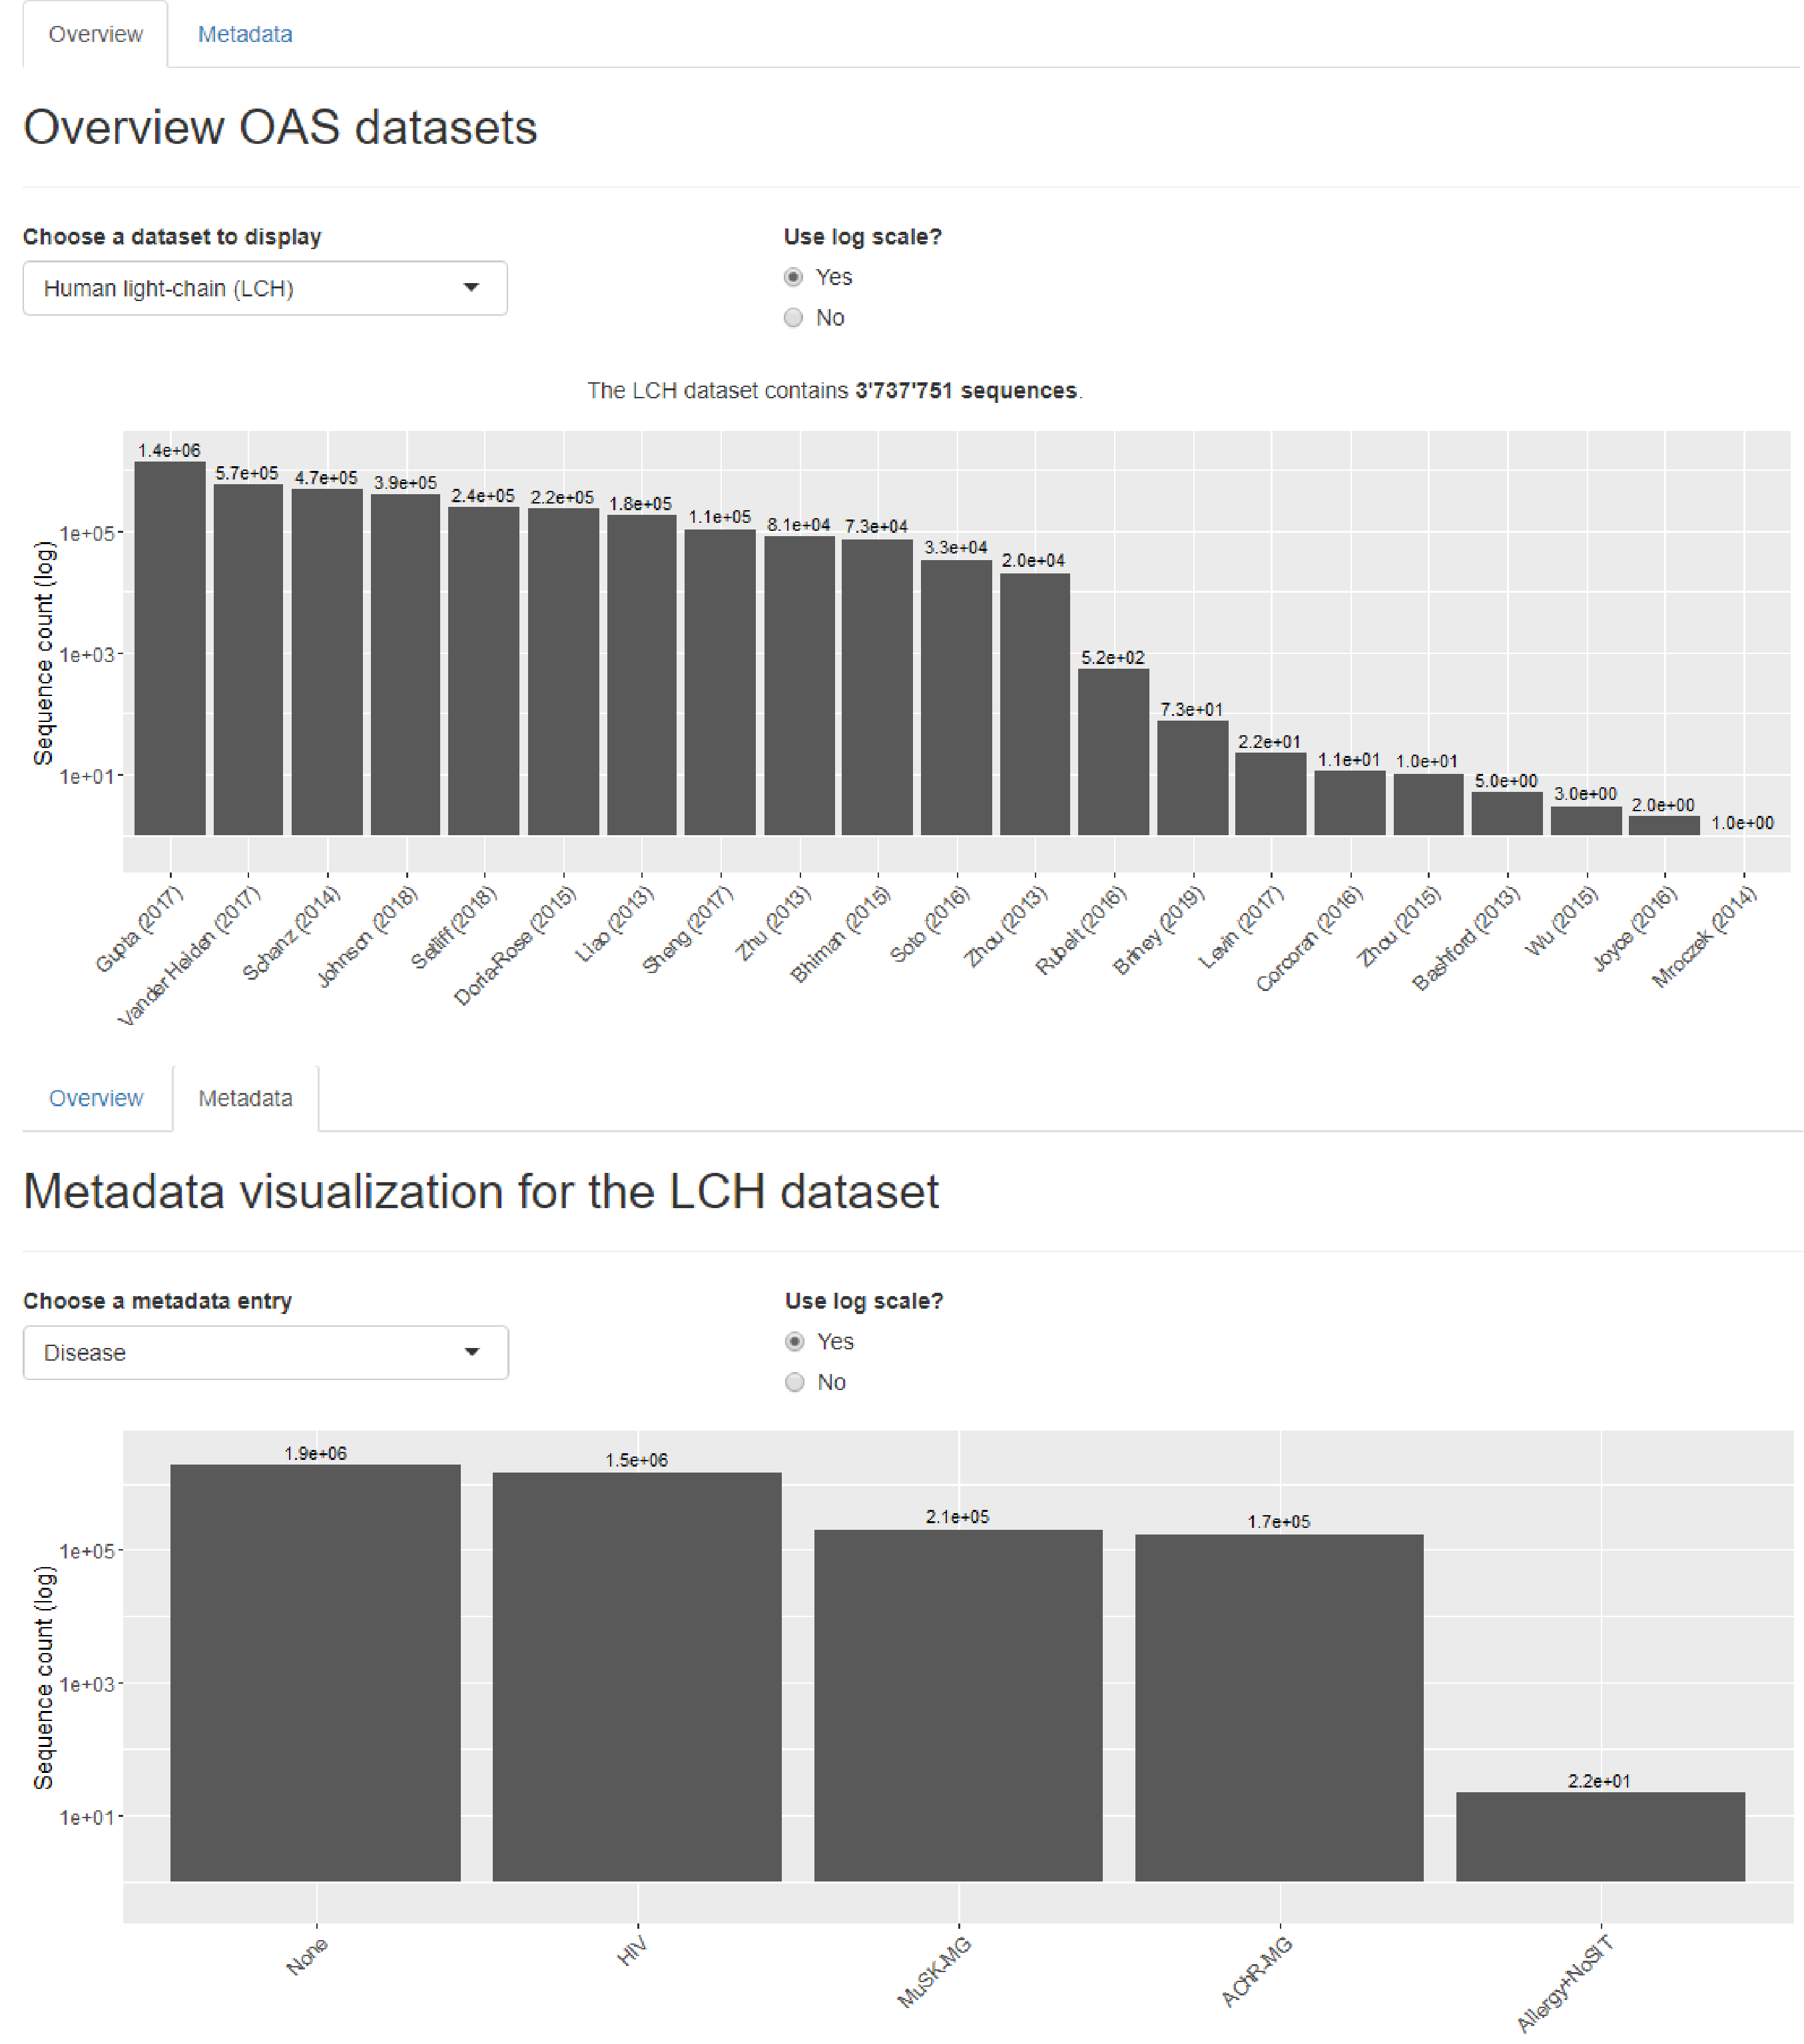 Overview Metadata
Overview OAS datasets
Choose a dataset to display
Human light-chain (LCH)
Use log scale?
Yes
No
The LCH dataset contains 3'737'751 sequences.
Sequence count (log)
1e+05
1e+03
1e+01
1.4e+06
5.7e+05
4.7e+05
3.9e+05
2.4e+05
2.2e+05
1.8e+05
1.1e+05
8.1e+04
7.3e+04
3.3e+04
2.0e+04
5.2e+02
7.3e+01
2.2e+01
1.1e+01
1.0e+01
5.0e+00
3.0e+00
2.0e+00
1.0e+00
Gupta (2017)
Vander Heiden (2017)
Schanz (2014)
Johnson (2018)
Setliff (2018)
Doria-Rose (2015)
Liao (2013)
Sheng (2017)
Zhu (2013)
Bhiman (2015)
Soto (2016)
Zhou (2013)
Rubelt (2016)
Briney (2019)
Levin (2017)
Corcoran (2016)
Zhou (2015)
Bashford (2013)
Wu (2015)
Joyce (2016)
Mroczek (2014)
Overview Metadata
Metadata visualization for the LCH dataset
Choose a metadata entry
Disease
Use log scale?
Yes
No
Sequence count (log)
1e+05
1e+03
1e+01
1.9e+06
1.5e+06
2.1e+05
1.7e+05
2.2e+01
None
HIV
MuSK-MG
AChR-MG
Allergy+NoSIT